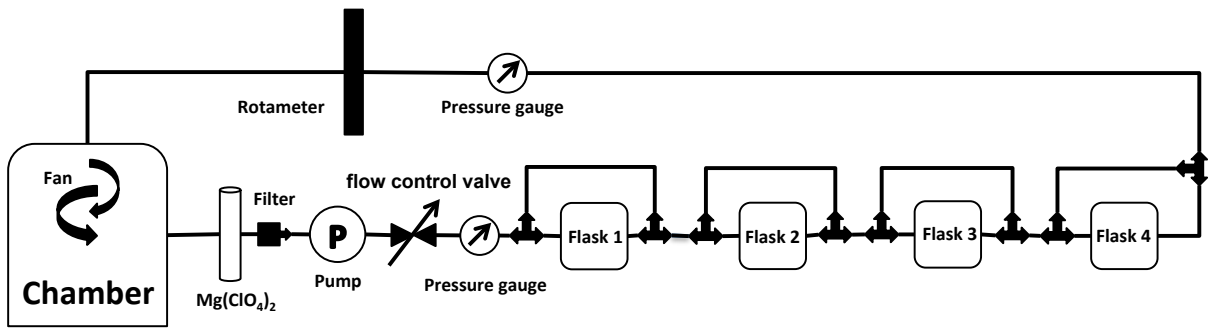 Rotameter
Pressure gauge
Fan
Chamber
Mg(ClO₄)₂
Filter
P
Pump
flow control valve
Pressure gauge
Flask 1
Flask 2
Flask 3
Flask 4